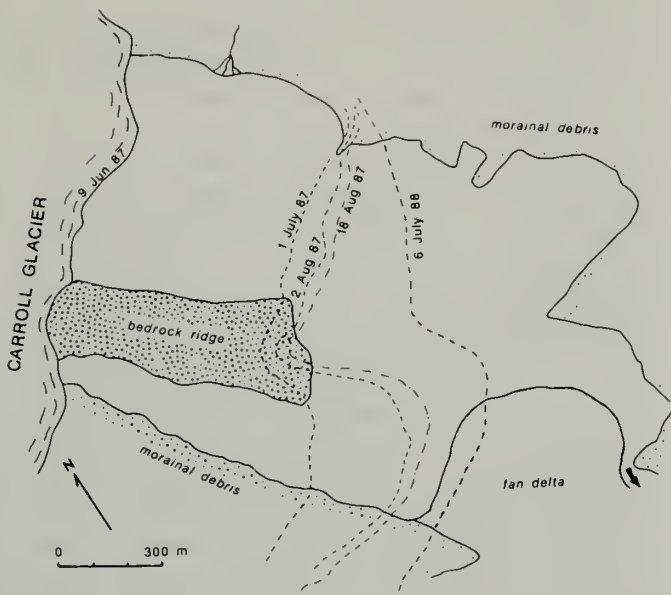 morainal debris
9 Jun 87
1 July 87
2 Aug 87
18 Aug 87
6 July 88
CARROLL GLACIER
bedrock ridge
morainal debris
fan delta
N
0 300 m